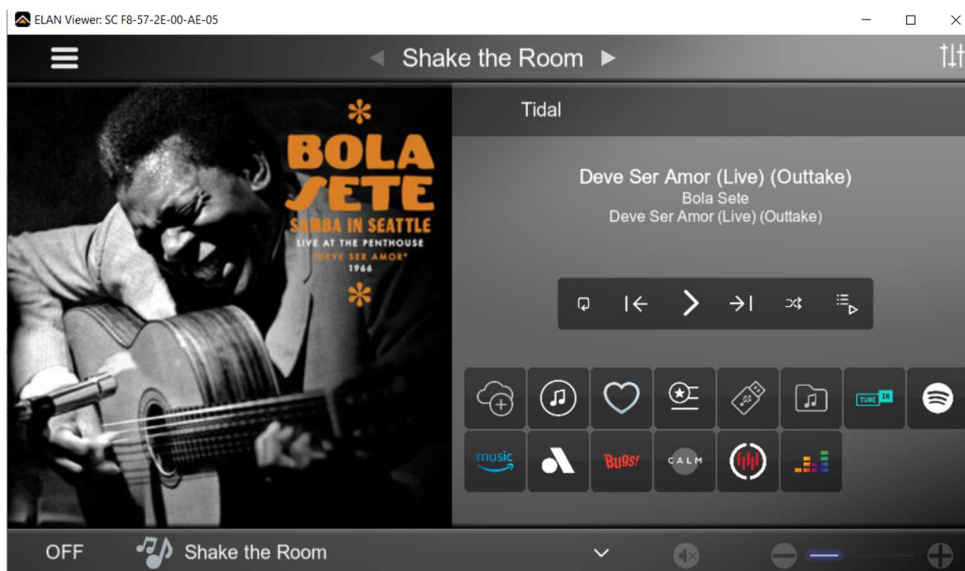 ELAN Viewer: SC F8-57-2E-00-AE-05
Shake the Room
BOLA
SETE
SAMBA IN SEATTLE
LIVE AT THE PENTHOUSE
"DEVE SER AMOR"
1966
Tidal
Deve Ser Amor (Live) (Outtake)
Bola Sete
Deve Ser Amor (Live) (Outtake)
TUNE IN
music
Bugs!
CALM
OFF
Shake the Room